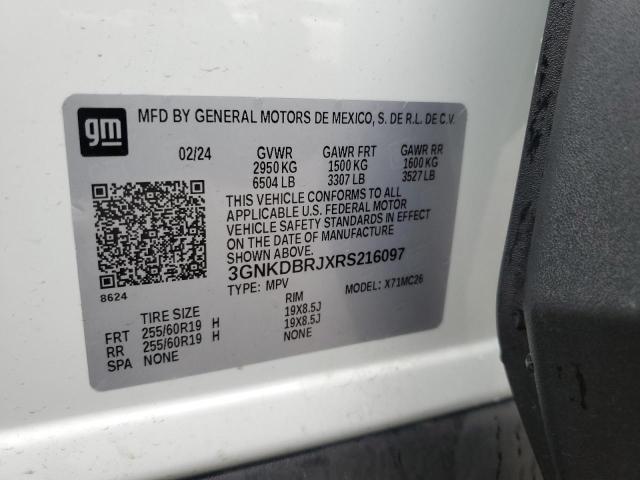 gm
MFD BY GENERAL MOTORS DE MEXICO, S. DE R.L. DE C.V.
02/24 GVWR GAWR FRT GAWR RR
2950 KG 1500 KG 1600 KG
6504 LB 3307 LB 3527 LB
THIS VEHICLE CONFORMS TO ALL
APPLICABLE U.S. FEDERAL MOTOR
VEHICLE SAFETY STANDARDS IN EFFECT
ON THE DATE OF MANUFACTURE SHOWN ABOVE.
3GNKDBRJXRS216097
8624 TYPE: MPV MODEL: X71MC26
TIRE SIZE RIM
FRT 255/60R19 H 19X8.5J
RR 255/60R19 H 19X8.5J
SPA NONE NONE